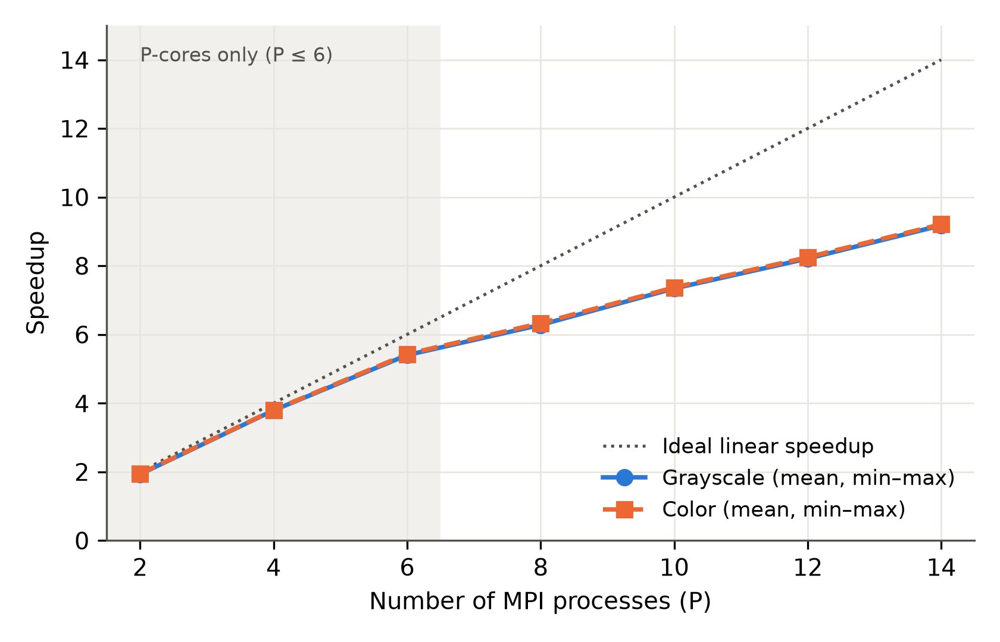 P-cores only (P ≤ 6)
14
12
10
8
6
4
2
0
Speedup
Ideal linear speedup
Grayscale (mean, min–max)
Color (mean, min–max)
2 4 6 8 10 12 14
Number of MPI processes (P)